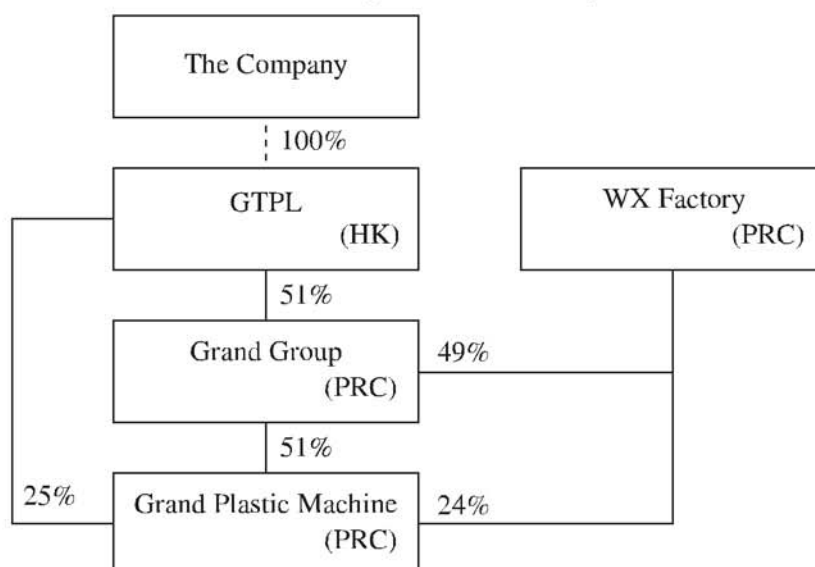 The Company
100%
GTPL
(HK)
WX Factory
(PRC)
51%
Grand Group
(PRC)
49%
51%
25%
Grand Plastic Machine
(PRC)
24%